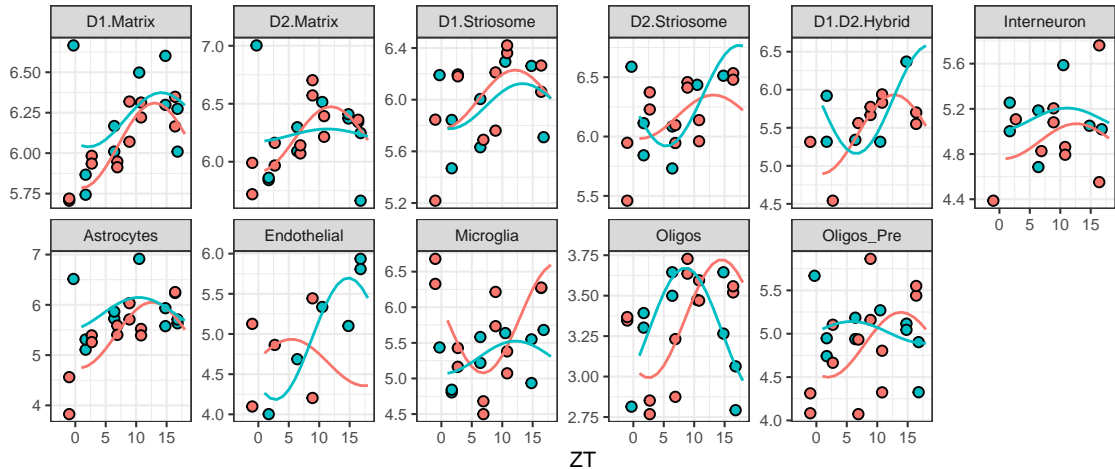 D1.Matrix D2.Matrix D1.Striosome D2.Striosome D1.D2.Hybrid Interneuron
6.50 6.25 6.00 5.75
7.0 6.5 6.0
6.4 6.0 5.6 5.2
6.5 6.0 5.5
6.5 6.0 5.5 5.0 4.5
5.6 5.2 4.8 4.4
0 5 10 15
Astrocytes Endothelial Microglia Oligos Oligos_Pre
7 6 5 4
6.0 5.5 5.0 4.5 4.0
6.5 6.0 5.5 5.0 4.5
3.75 3.50 3.25 3.00 2.75
6.0 5.5 5.0 4.5 4.0
0 5 10 15 0 5 10 15 0 5 10 15 0 5 10 15 0 5 10 15
ZT